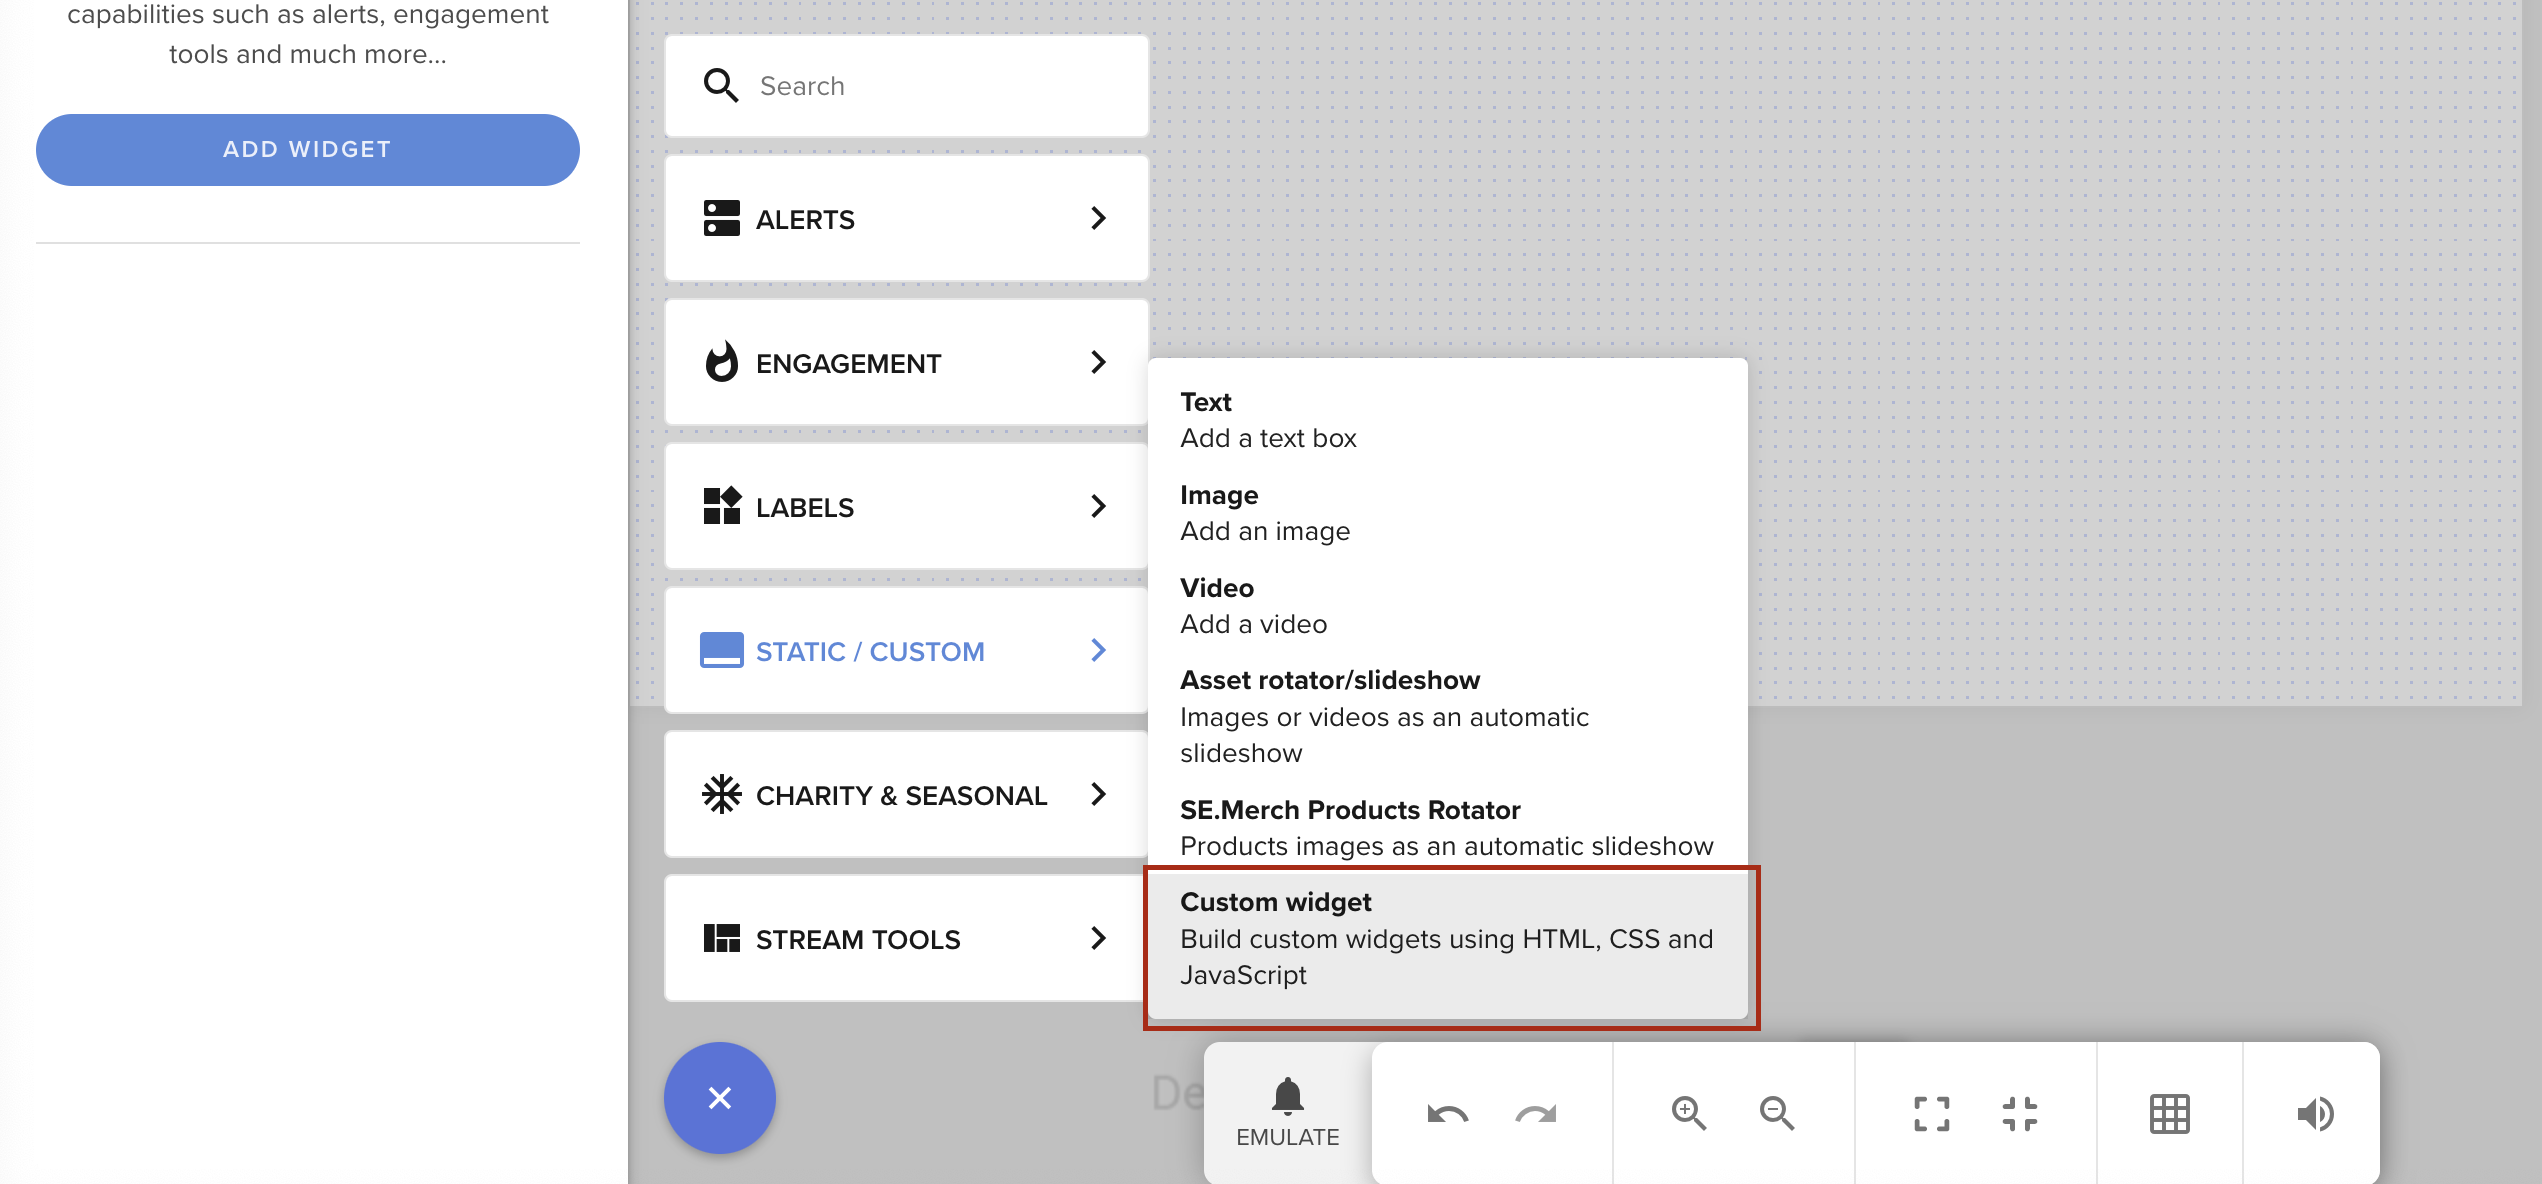 capabilities such as alerts, engagement
tools and much more...
ADD WIDGET
Search
ALERTS
ENGAGEMENT
LABELS
STATIC / CUSTOM
CHARITY & SEASONAL
STREAM TOOLS
Text
Add a text box
Image
Add an image
Video
Add a video
Asset rotator/slideshow
Images or videos as an automatic
slideshow
SE.Merch Products Rotator
Products images as an automatic slideshow
Custom widget
Build custom widgets using HTML, CSS and
JavaScript
EMULATE